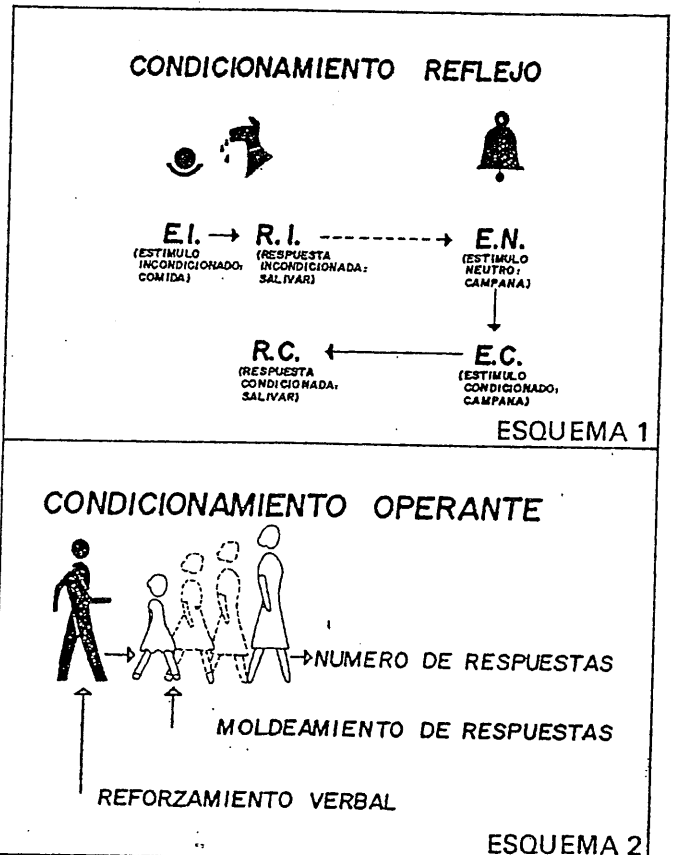 CONDICIONAMIENTO REFLEJO
E.I. R.I. E.N.
(ESTIMULO INCONDICIONADO: COMIDA)
(RESPUESTA INCONDICIONADA: SALIVAR)
(ESTIMULO NEUTRO: CAMPANA)
R.C. E.C.
(RESPUESTA CONDICIONADA: SALIVAR)
(ESTIMULO CONDICIONADO: CAMPANA)
ESQUEMA 1
CONDICIONAMIENTO OPERANTE
NUMERO DE RESPUESTAS
MOLDEAMIENTO DE RESPUESTAS
REFORZAMIENTO VERBAL
ESQUEMA 2